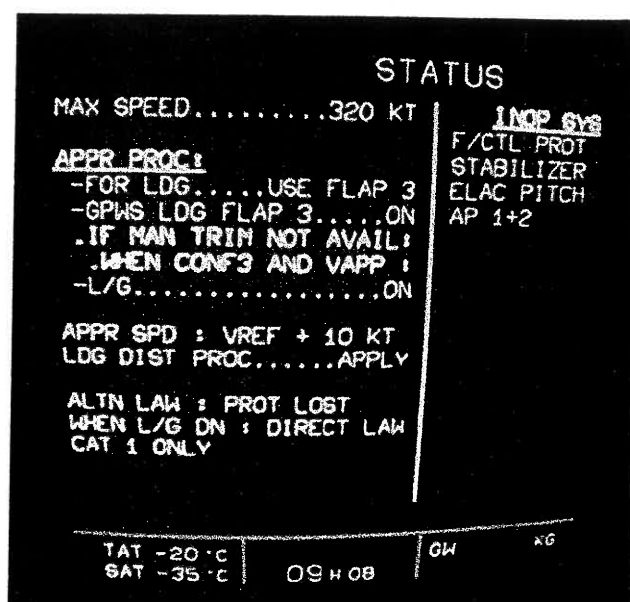 STATUS
MAX SPEED.........320 KT
APPR PROC:
-FOR LDG.....USE FLAP 3
-GPWS LDG FLAP 3.....ON
.IF MAN TRIM NOT AVAIL:
.WHEN CONF3 AND VAPP :
-L/G..................ON
APPR SPD : VREF + 10 KT
LDG DIST PROC......APPLY
ALTN LAW : PROT LOST
WHEN L/G DN : DIRECT LAW
CAT 1 ONLY
INOP SYS
F/CTL PROT
STABILIZER
ELAC PITCH
AP 1+2
TAT -20 °C
SAT -35 °C
09 H 08
GW KG